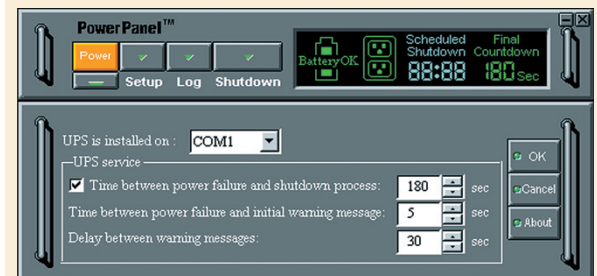 PowerPanel™
Power
Setup Log Shutdown
BatteryOK
Scheduled Shutdown
88:88
Final Countdown
180 Sec
UPS is installed on : COM1
UPS service
Time between power failure and shutdown process: 180 sec
Time between power failure and initial warning message: 5 sec
Delay between warning messages: 30 sec
OK
Cancel
About